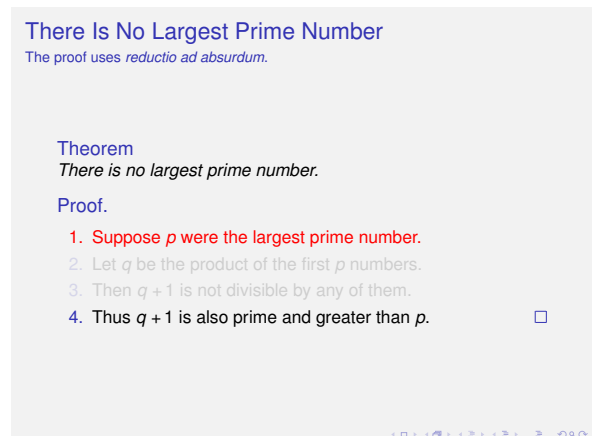 There Is No Largest Prime Number
The proof uses reductio ad absurdum.
Theorem
There is no largest prime number.
Proof.
1. Suppose p were the largest prime number.
2. Let q be the product of the first p numbers.
3. Then q + 1 is not divisible by any of them.
4. Thus q + 1 is also prime and greater than p. □